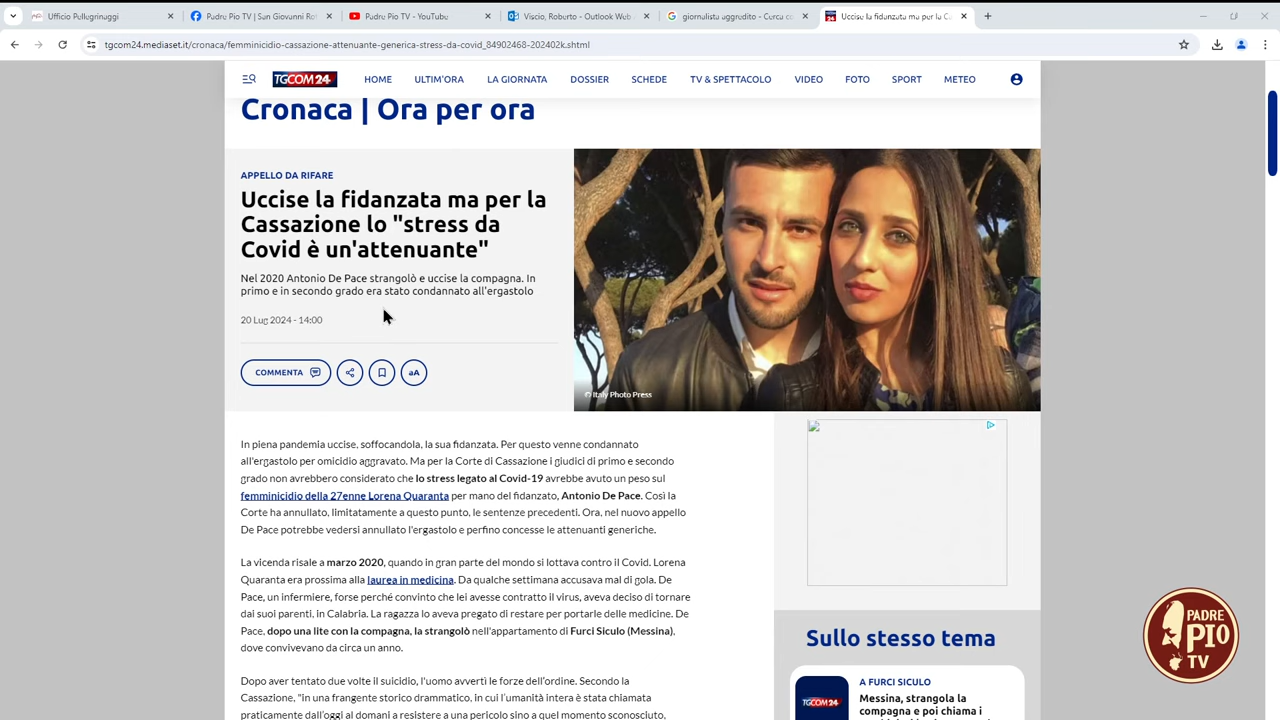 Ufficio Pellegrinaggi
Padre Pio TV | San Giovanni Ro
Padre Pio TV - YouTube
Viscio, Roberto - Outlook Web
giornalista aggredito - Cerca co
Uccise la fidanzata ma per la C
tgcom24.mediaset.it/cronaca/femminicidio-cassazione-attenuante-generica-stress-da-covid_84902468-202402k.shtml
TGCOM24 HOME ULTIM'ORA LA GIORNATA DOSSIER SCHEDE TV & SPETTACOLO VIDEO FOTO SPORT METEO
Cronaca | Ora per ora
APPELLO DA RIFARE
Uccise la fidanzata ma per la
Cassazione lo "stress da
Covid è un'attenuante"
Nel 2020 Antonio De Pace strangolò e uccise la compagna. In
primo e in secondo grado era stato condannato all'ergastolo
20 Lug 2024 - 14:00
COMMENTA
aA
© Italy Photo Press
In piena pandemia uccise, soffocandola, la sua fidanzata. Per questo venne condannato
all'ergastolo per omicidio aggravato. Ma per la Corte di Cassazione i giudici di primo e secondo
grado non avrebbero considerato che lo stress legato al Covid-19 avrebbe avuto un peso sul
femminicidio della 27enne Lorena Quaranta per mano del fidanzato, Antonio De Pace. Così la
Corte ha annullato, limitatamente a questo punto, le sentenze precedenti. Ora, nel nuovo appello
De Pace potrebbe vedersi annullato l'ergastolo e perfino concesse le attenuanti generiche.
La vicenda risale a marzo 2020, quando in gran parte del mondo si lottava contro il Covid. Lorena
Quaranta era prossima alla laurea in medicina. Da qualche settimana accusava mal di gola. De
Pace, un infermiere, forse perché convinto che lei avesse contratto il virus, aveva deciso di tornare
dai suoi parenti, in Calabria. La ragazza lo aveva pregato di restare per portarle delle medicine. De
Pace, dopo una lite con la compagna, la strangolò nell'appartamento di Furci Siculo (Messina),
dove convivevano da circa un anno.
Dopo aver tentato due volte il suicidio, l'uomo avvertì le forze dell'ordine. Secondo la
Cassazione, "in una frangente storico drammatico, in cui l'umanità intera è stata chiamata
praticamente dall'oggi al domani a resistere a una pericolo sino a quel momento sconosciuto,
Sullo stesso tema
TGCOM24
A FURCI SICULO
Messina, strangola la
compagna e poi chiama i
PADRE
PIO
TV